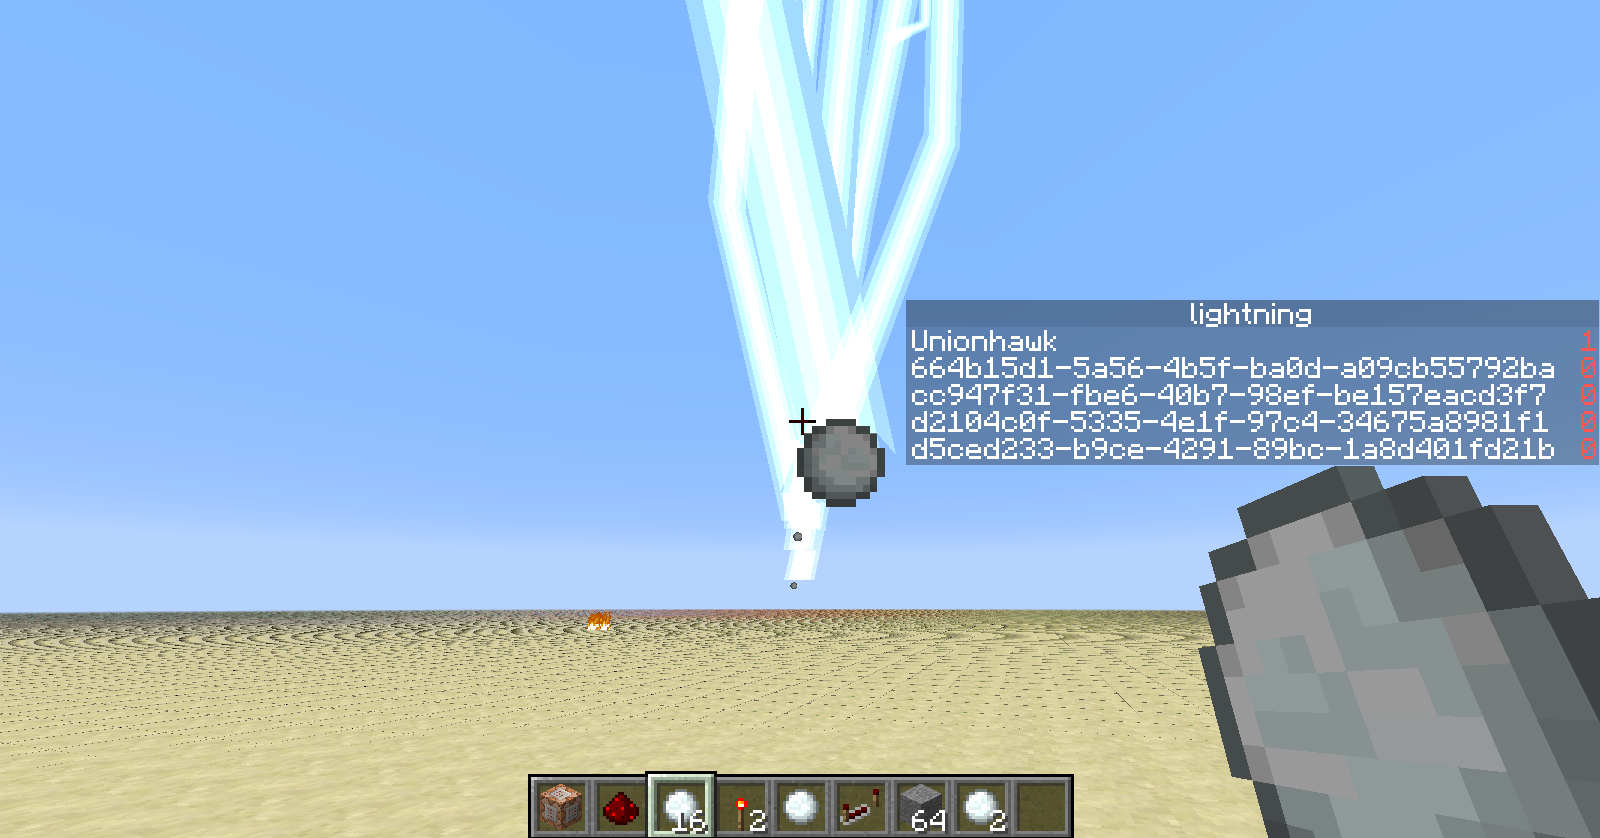 lightning
Unionhawk 1
664b15d1-5a56-4b5f-ba0d-a09cb55792ba 0
cc947f31-fbe6-40b7-98ef-be157eacd3f7 0
d2104c0f-5335-4e1f-97c4-34675a8981f1 0
d5ced233-b9ce-4291-89bc-1a8d401fd21b 0
16 2 64 2